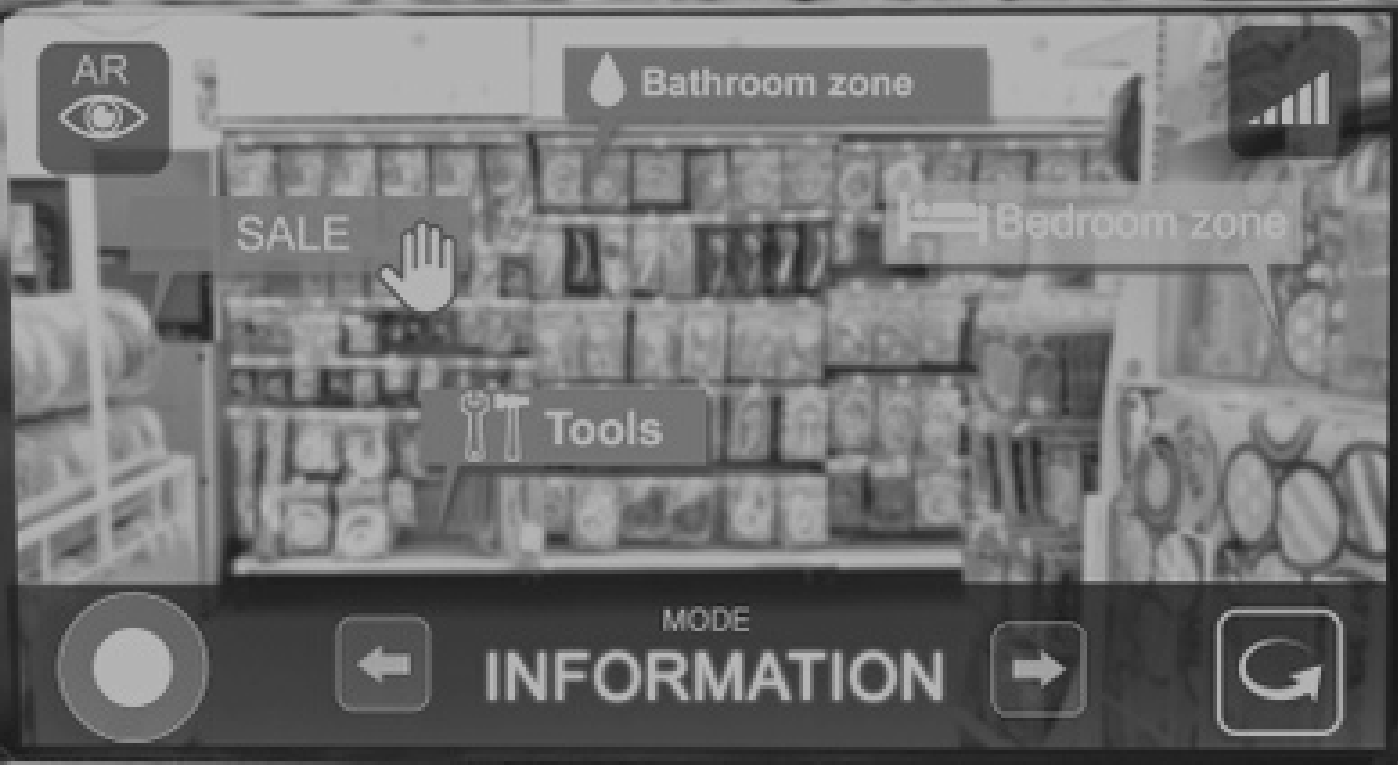 AR
Bathroom zone
SALE
Bedroom zone
Tools
MODE
INFORMATION